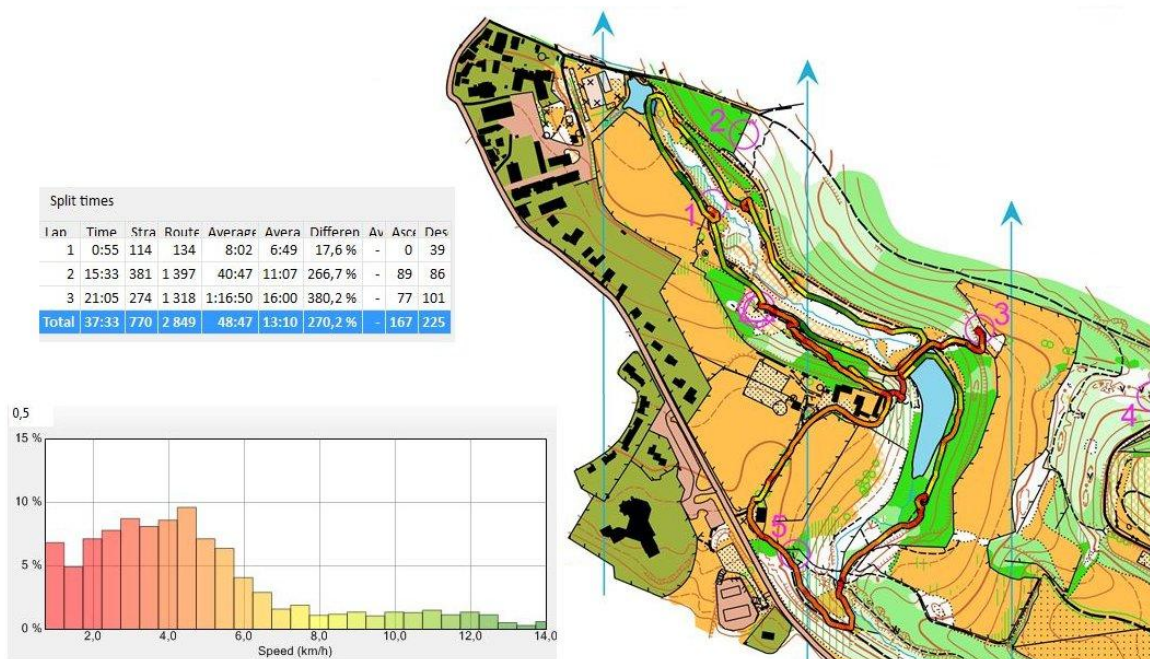 Split times
Lap Time Stra Route Average Avera Differen Av Asce Des
1 0:55 114 134 8:02 6:49 17,6 % - 0 39
2 15:33 381 1 397 40:47 11:07 266,7 % - 89 86
3 21:05 274 1 318 1:16:50 16:00 380,2 % - 77 101
Total 37:33 770 2 849 48:47 13:10 270,2 % - 167 225
0,5
15 %
10 %
5 %
0 %
2,0 4,0 6,0 8,0 10,0 12,0 14,0
Speed (km/h)
2
1
3
4
5